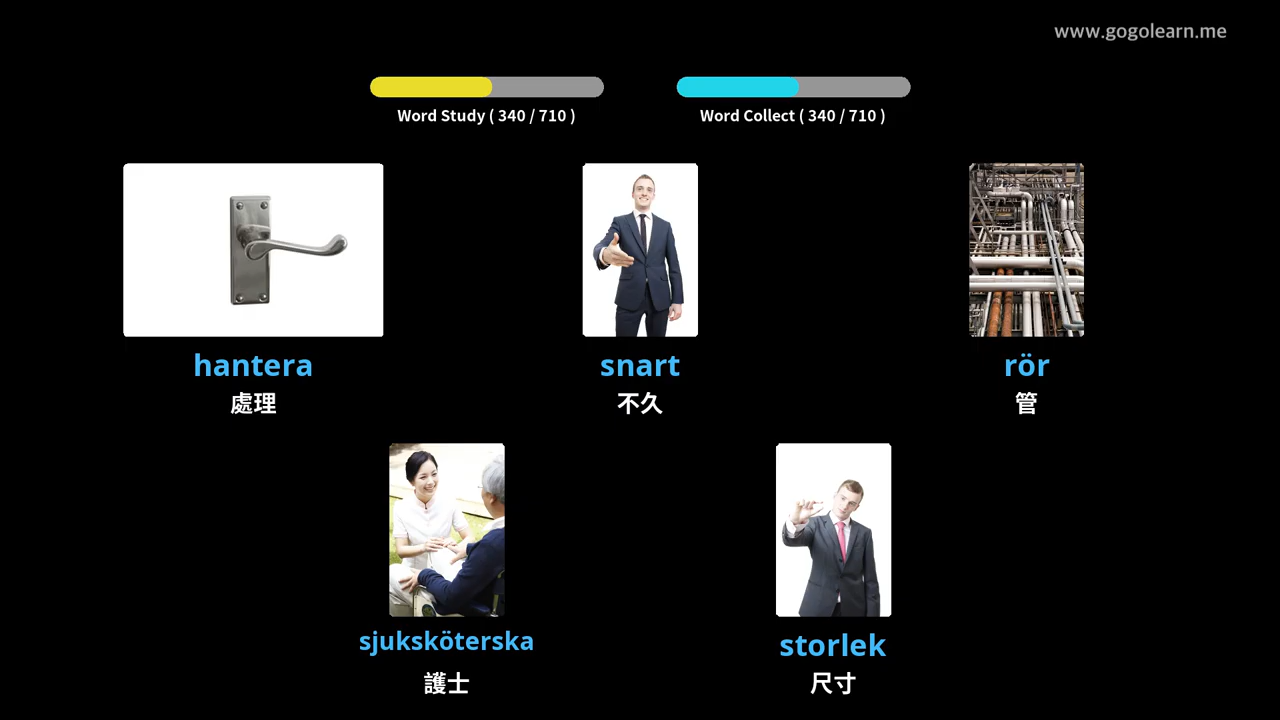 www.gogolearn.me
Word Study ( 340 / 710 )
Word Collect ( 340 / 710 )
hantera
處理
snart
不久
rör
管
sjuksköterska
護士
storlek
尺寸